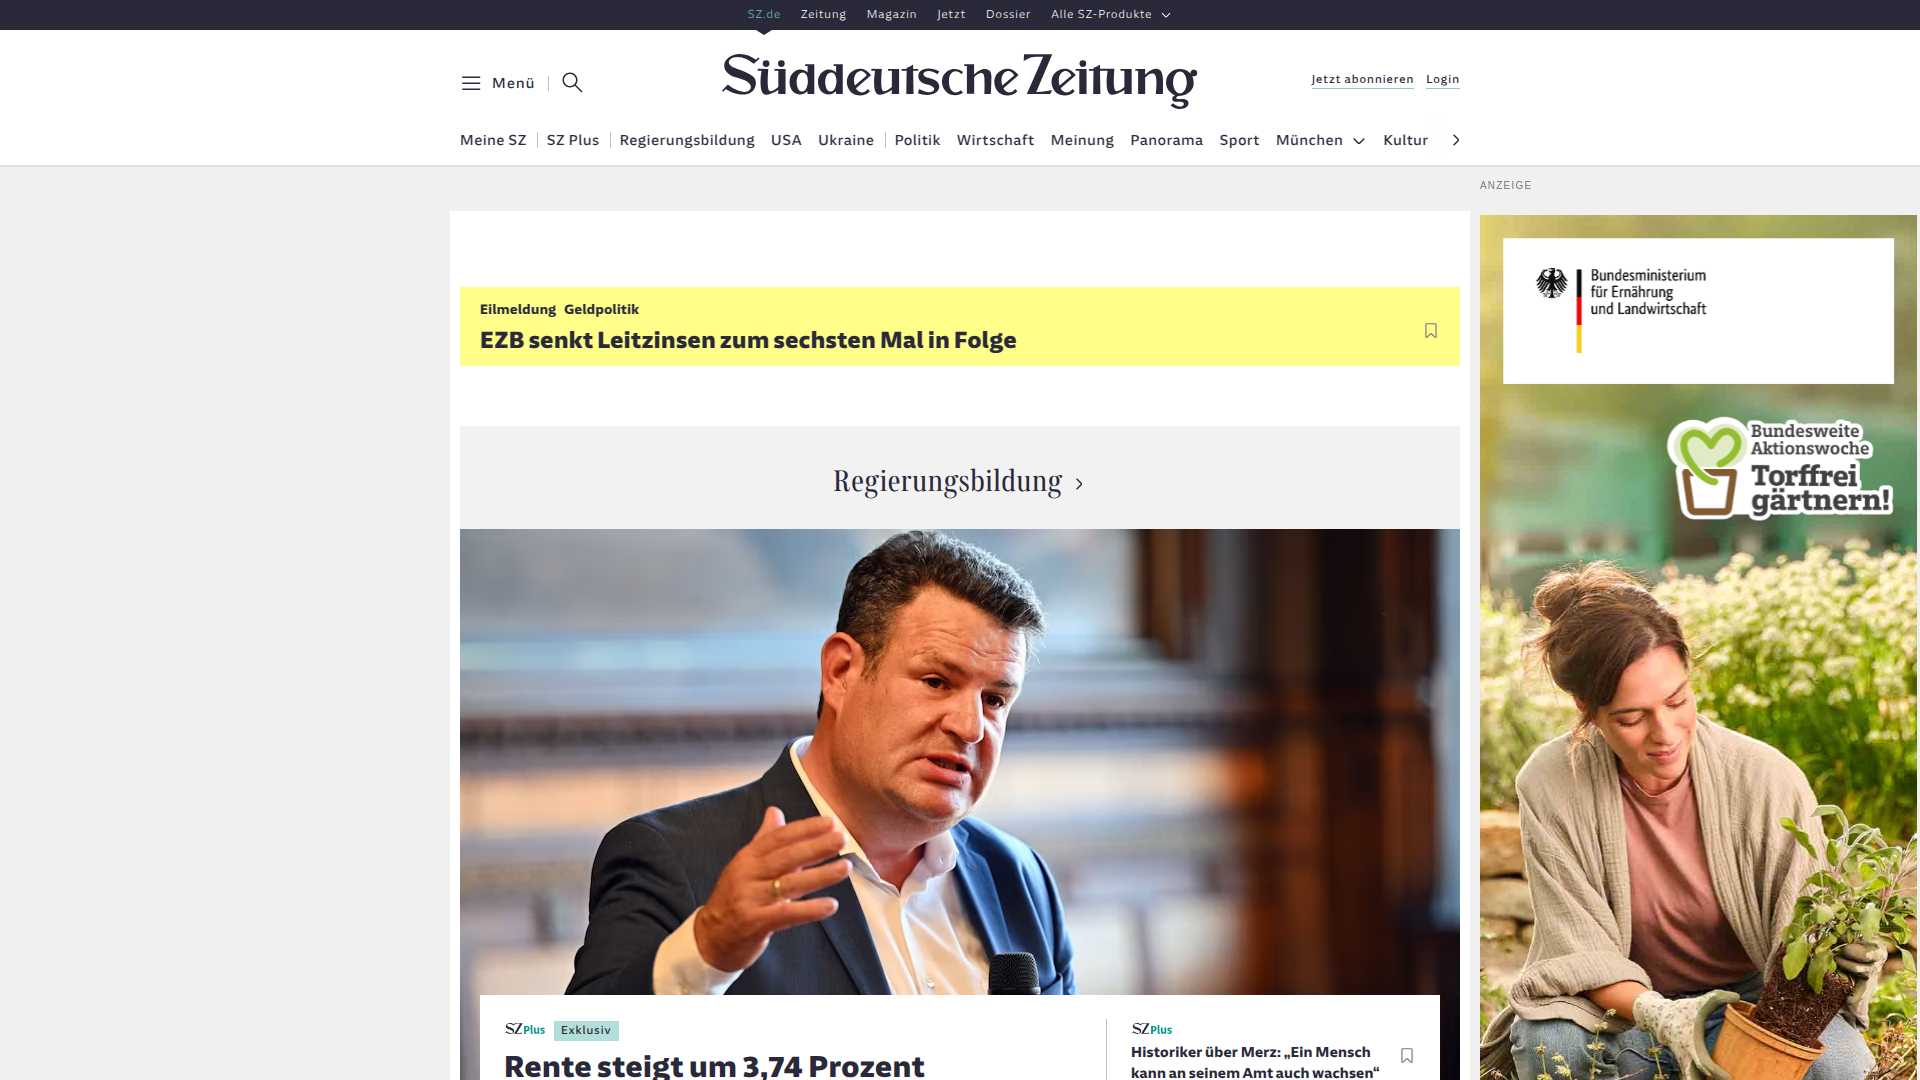 SZ.de Zeitung Magazin Jetzt Dossier Alle SZ-Produkte
Menü
Süddeutsche Zeitung
Jetzt abonnieren Login
Meine SZ SZ Plus Regierungsbildung USA Ukraine Politik Wirtschaft Meinung Panorama Sport München Kultur
ANZEIGE
Eilmeldung Geldpolitik
EZB senkt Leitzinsen zum sechsten Mal in Folge
Regierungsbildung
SZ Plus Exklusiv
Rente steigt um 3,74 Prozent
SZ Plus
Historiker über Merz: „Ein Mensch
kann an seinem Amt auch wachsen“
Bundesministerium
für Ernährung
und Landwirtschaft
Bundesweite
Aktionswoche
Torffrei
gärtnern!